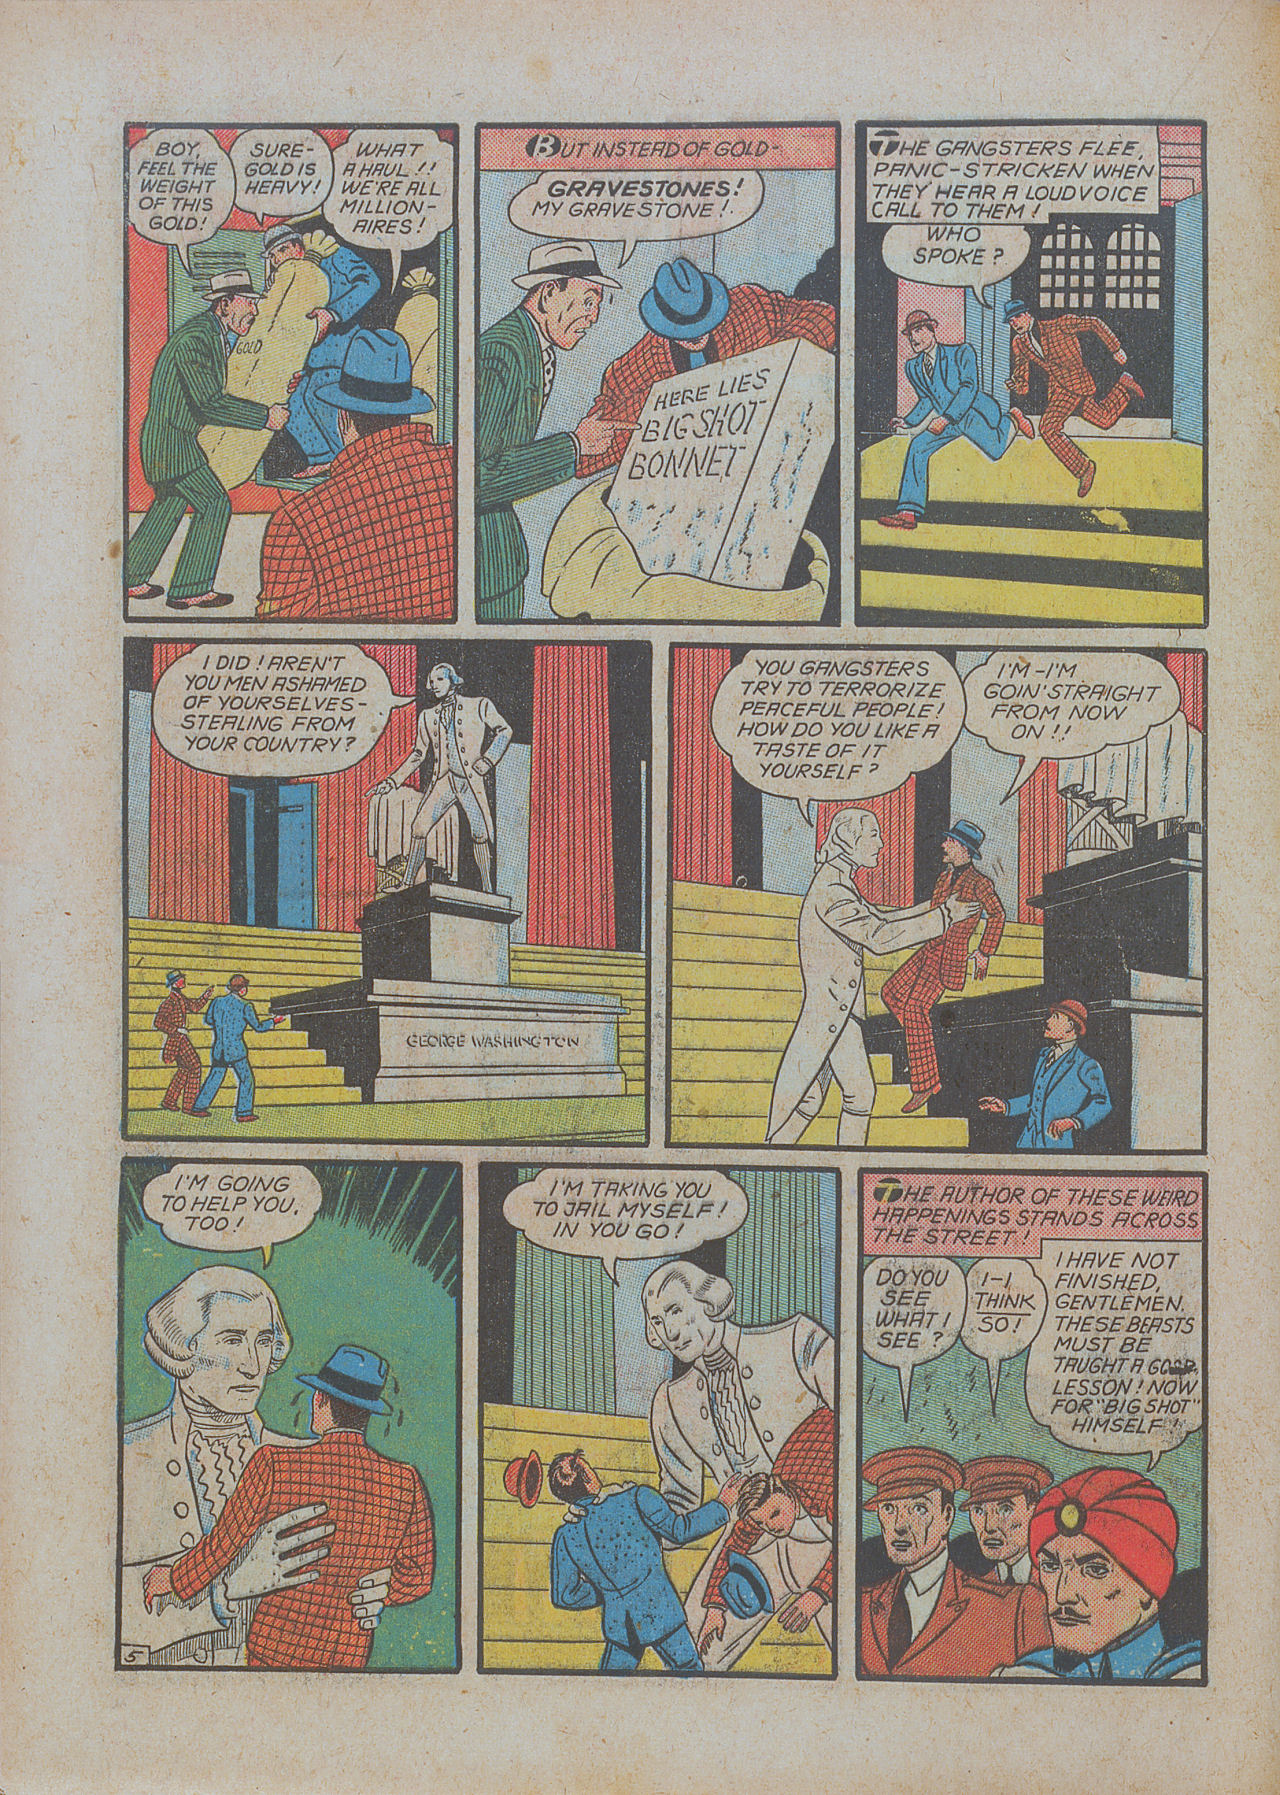 BOY,
FEEL THE
WEIGHT
OF THIS
GOLD!
SURE-
GOLD IS
HEAVY!
WHAT
A HAUL!!
WE'RE ALL
MILLION-
AIRES!
GOLD
BUT INSTEAD OF GOLD-
GRAVESTONES!
MY GRAVESTONE!
HERE LIES
BIG SHOT
BONNET
THE GANGSTERS FLEE,
PANIC-STRICKEN WHEN
THEY HEAR A LOUD VOICE
CALL TO THEM!
WHO
SPOKE?
I DID! AREN'T
YOU MEN ASHAMED
OF YOURSELVES-
STEALING FROM
YOUR COUNTRY?
GEORGE WASHINGTON
YOU GANGSTERS
TRY TO TERRORIZE
PEACEFUL PEOPLE!
HOW DO YOU LIKE A
TASTE OF IT
YOURSELF?
I'M-I'M
GOIN' STRAIGHT
FROM NOW
ON!!
I'M GOING
TO HELP YOU,
TOO!
5
I'M TAKING YOU
TO JAIL MYSELF!
IN YOU GO!
THE AUTHOR OF THESE WEIRD
HAPPENINGS STANDS ACROSS
THE STREET!
DO YOU
SEE
WHAT I
SEE?
I-I
THINK
SO!
I HAVE NOT
FINISHED,
GENTLEMEN.
THESE BEASTS
MUST BE
TAUGHT A GOOD
LESSON! NOW
FOR "BIG SHOT"
HIMSELF!